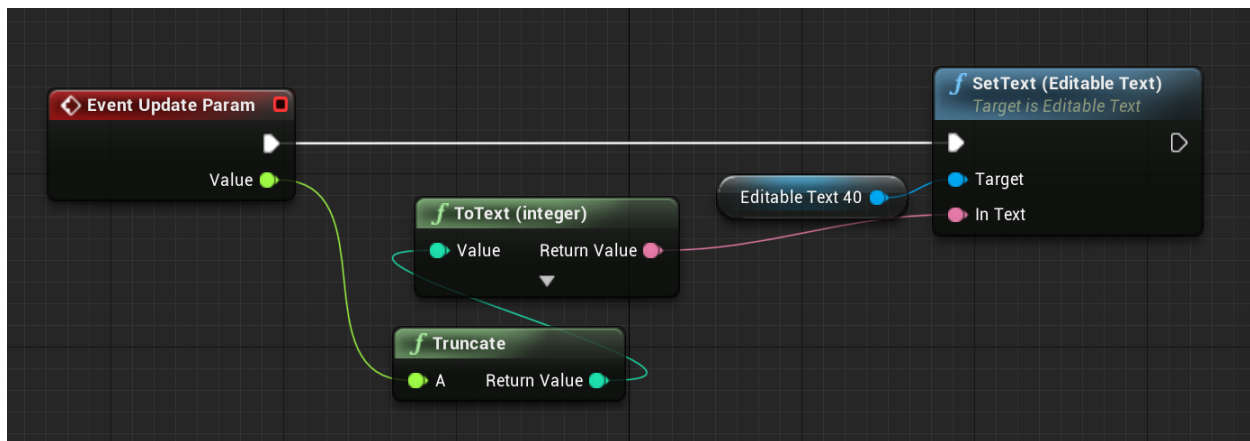 Event Update Param
Value
f ToText (integer)
Value Return Value
f Truncate
A Return Value
Editable Text 40
f SetText (Editable Text)
Target is Editable Text
Target
In Text